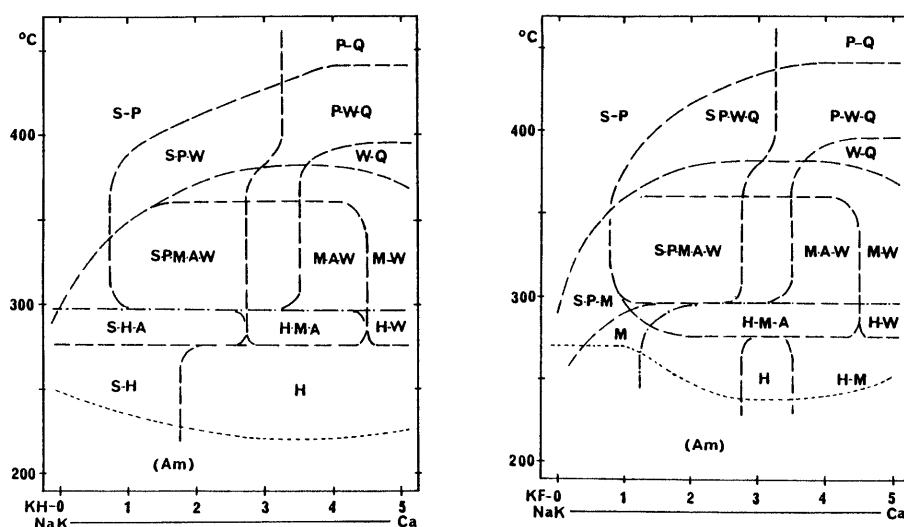 °C
P-Q
S-P
P-W-Q
400
S-P-W
W-Q
S-P-M-A-W
M-A-W
M-W
300
S-H-A
H-M-A
H-W
S-H
H
(Am)
200
KH-0 1 2 3 4 5
NaK Ca
°C
P-Q
S-P
S-P-W-Q
P-W-Q
400
W-Q
S-P-M-A-W
M-A-W
M-W
S-P-M
300
M
H-M-A
H-W
H
H-M
(Am)
200
KF-0 1 2 3 4 5
NaK Ca